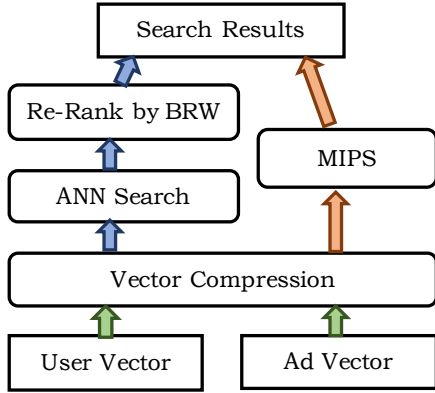 Search Results
Re-Rank by BRW
MIPS
ANN Search
Vector Compression
User Vector
Ad Vector